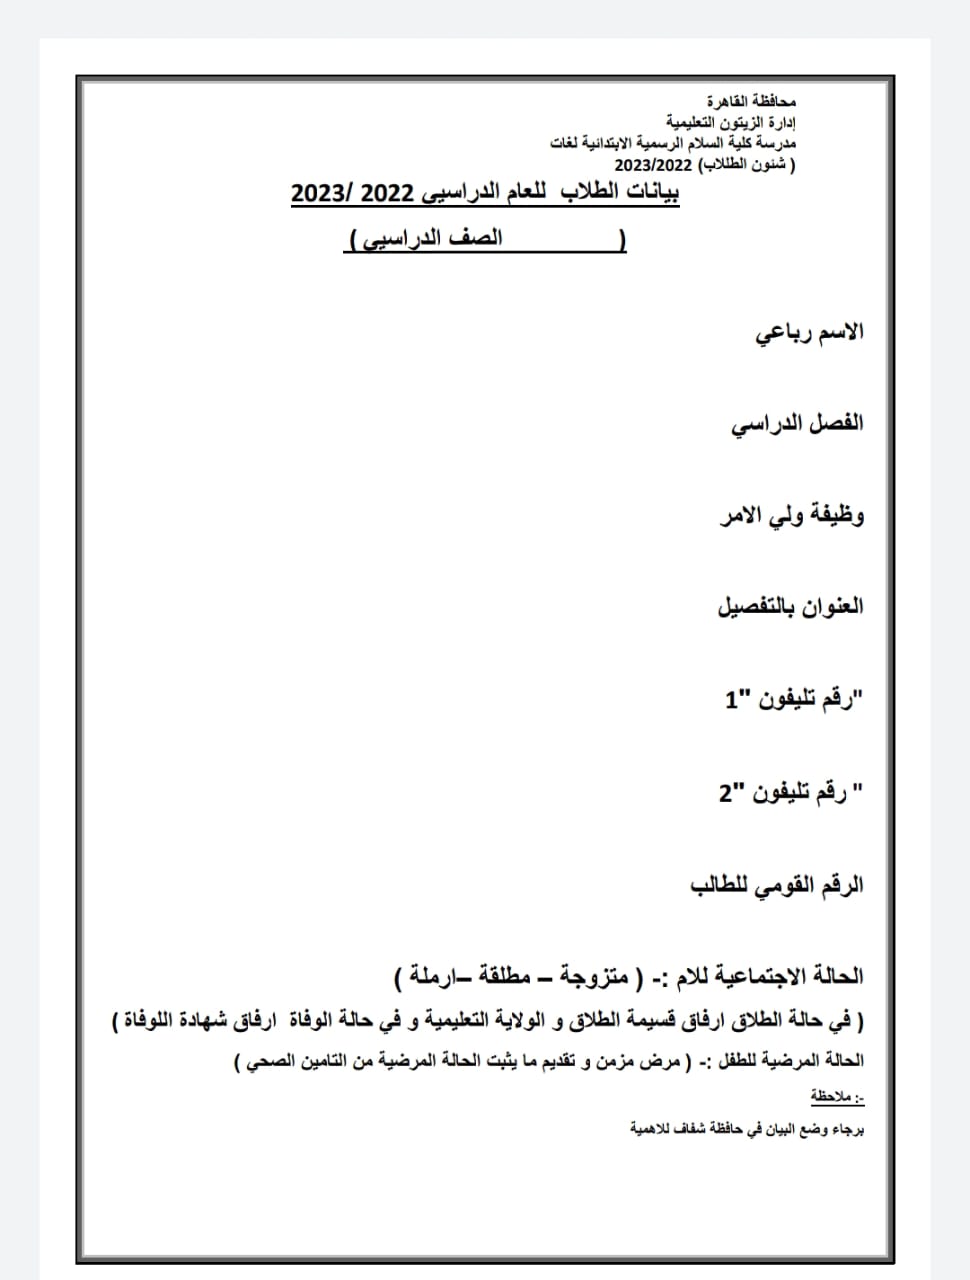 محافظة القاهرة
إدارة الزيتون التعليمية
مدرسة كلية السلام الرسمية الابتدائية لغات
( شئون الطلاب) 2023/2022
بيانات الطلاب للعام الدراسيي 2022 /2023
( الصف الدراسيي )
الاسم رباعي
الفصل الدراسي
وظيفة ولي الامر
العنوان بالتفصيل
"رقم تليفون "1
" رقم تليفون "2
الرقم القومي للطالب
الحالة الاجتماعية للام :- ( متزوجة – مطلقة –ارملة )
( في حالة الطلاق ارفاق قسيمة الطلاق و الولاية التعليمية و في حالة الوفاة ارفاق شهادة اللوفاة )
الحالة المرضية للطفل :- ( مرض مزمن و تقديم ما يثبت الحالة المرضية من التامين الصحي )
:- ملاحظة
برجاء وضع البيان في حافظة شفاف للاهمية